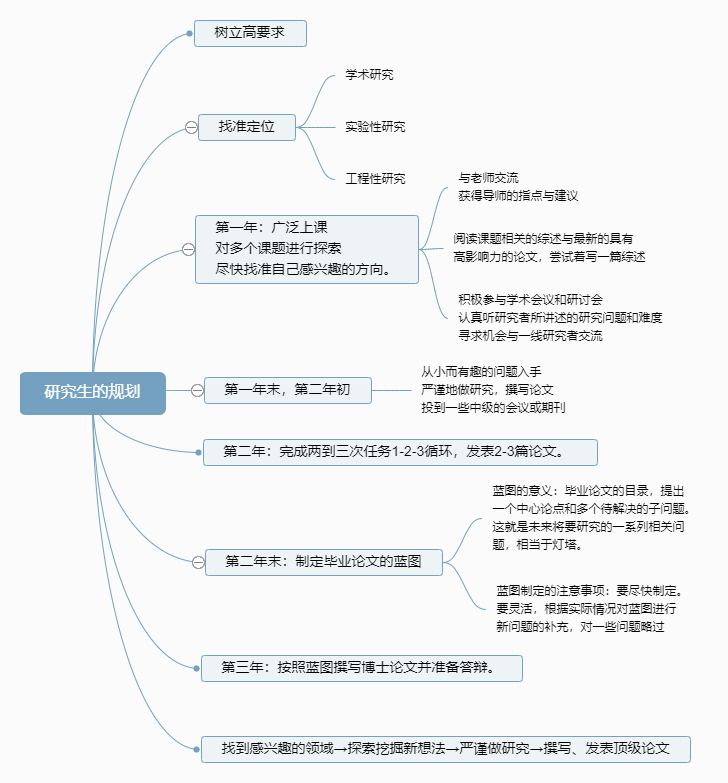 研究生的规划
树立高要求
找准定位
学术研究
实验性研究
工程性研究
第一年：广泛上课
对多个课题进行探索
尽快找准自己感兴趣的方向。
与老师交流
获得导师的指点与建议
阅读课题相关的综述与最新的具有
高影响力的论文，尝试着写一篇综述
积极参与学术会议和研讨会
认真听研究者所讲述的研究问题和难度
寻求机会与一线研究者交流
第一年末，第二年初
从小而有趣的问题入手
严谨地做研究，撰写论文
投到一些中级的会议或期刊
第二年：完成两到三次任务1-2-3循环，发表2-3篇论文。
第二年末：制定毕业论文的蓝图
蓝图的意义：毕业论文的目录，提出
一个中心论点和多个待解决的子问题。
这就是未来将要研究的一系列相关问
题，相当于灯塔。
蓝图制定的注意事项：要尽快制定。
要灵活，根据实际情况对蓝图进行
新问题的补充，对一些问题略过
第三年：按照蓝图撰写博士论文并准备答辩。
找到感兴趣的领域→探索挖掘新想法→严谨做研究→撰写、发表顶级论文